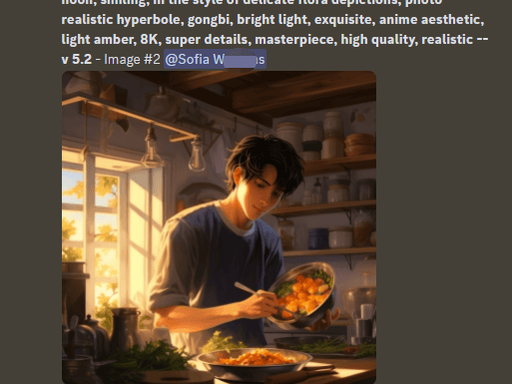 noon, smiling, in the style of delicate flora depictions, photo
realistic hyperbole, gongbi, bright light, exquisite, anime aesthetic,
light amber, 8K, super details, masterpiece, high quality, realistic --
v 5.2 - Image #2 @Sofia